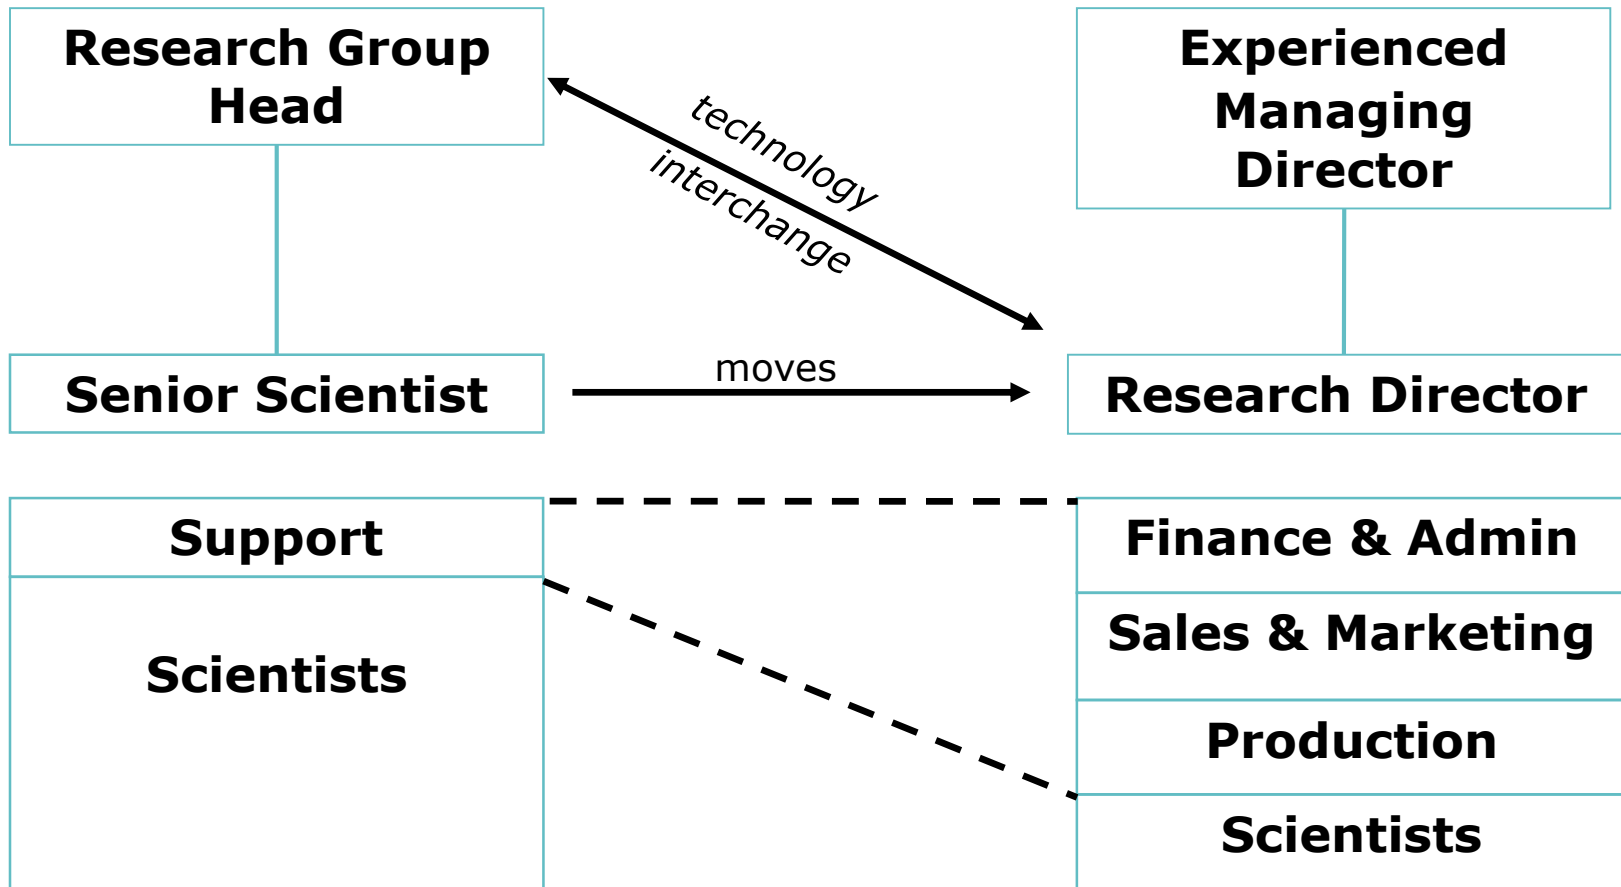 Research Group
Head
Experienced
Managing
Director
technology
interchange
Senior Scientist
moves
Research Director
Support
Scientists
Finance & Admin
Sales & Marketing
Production
Scientists